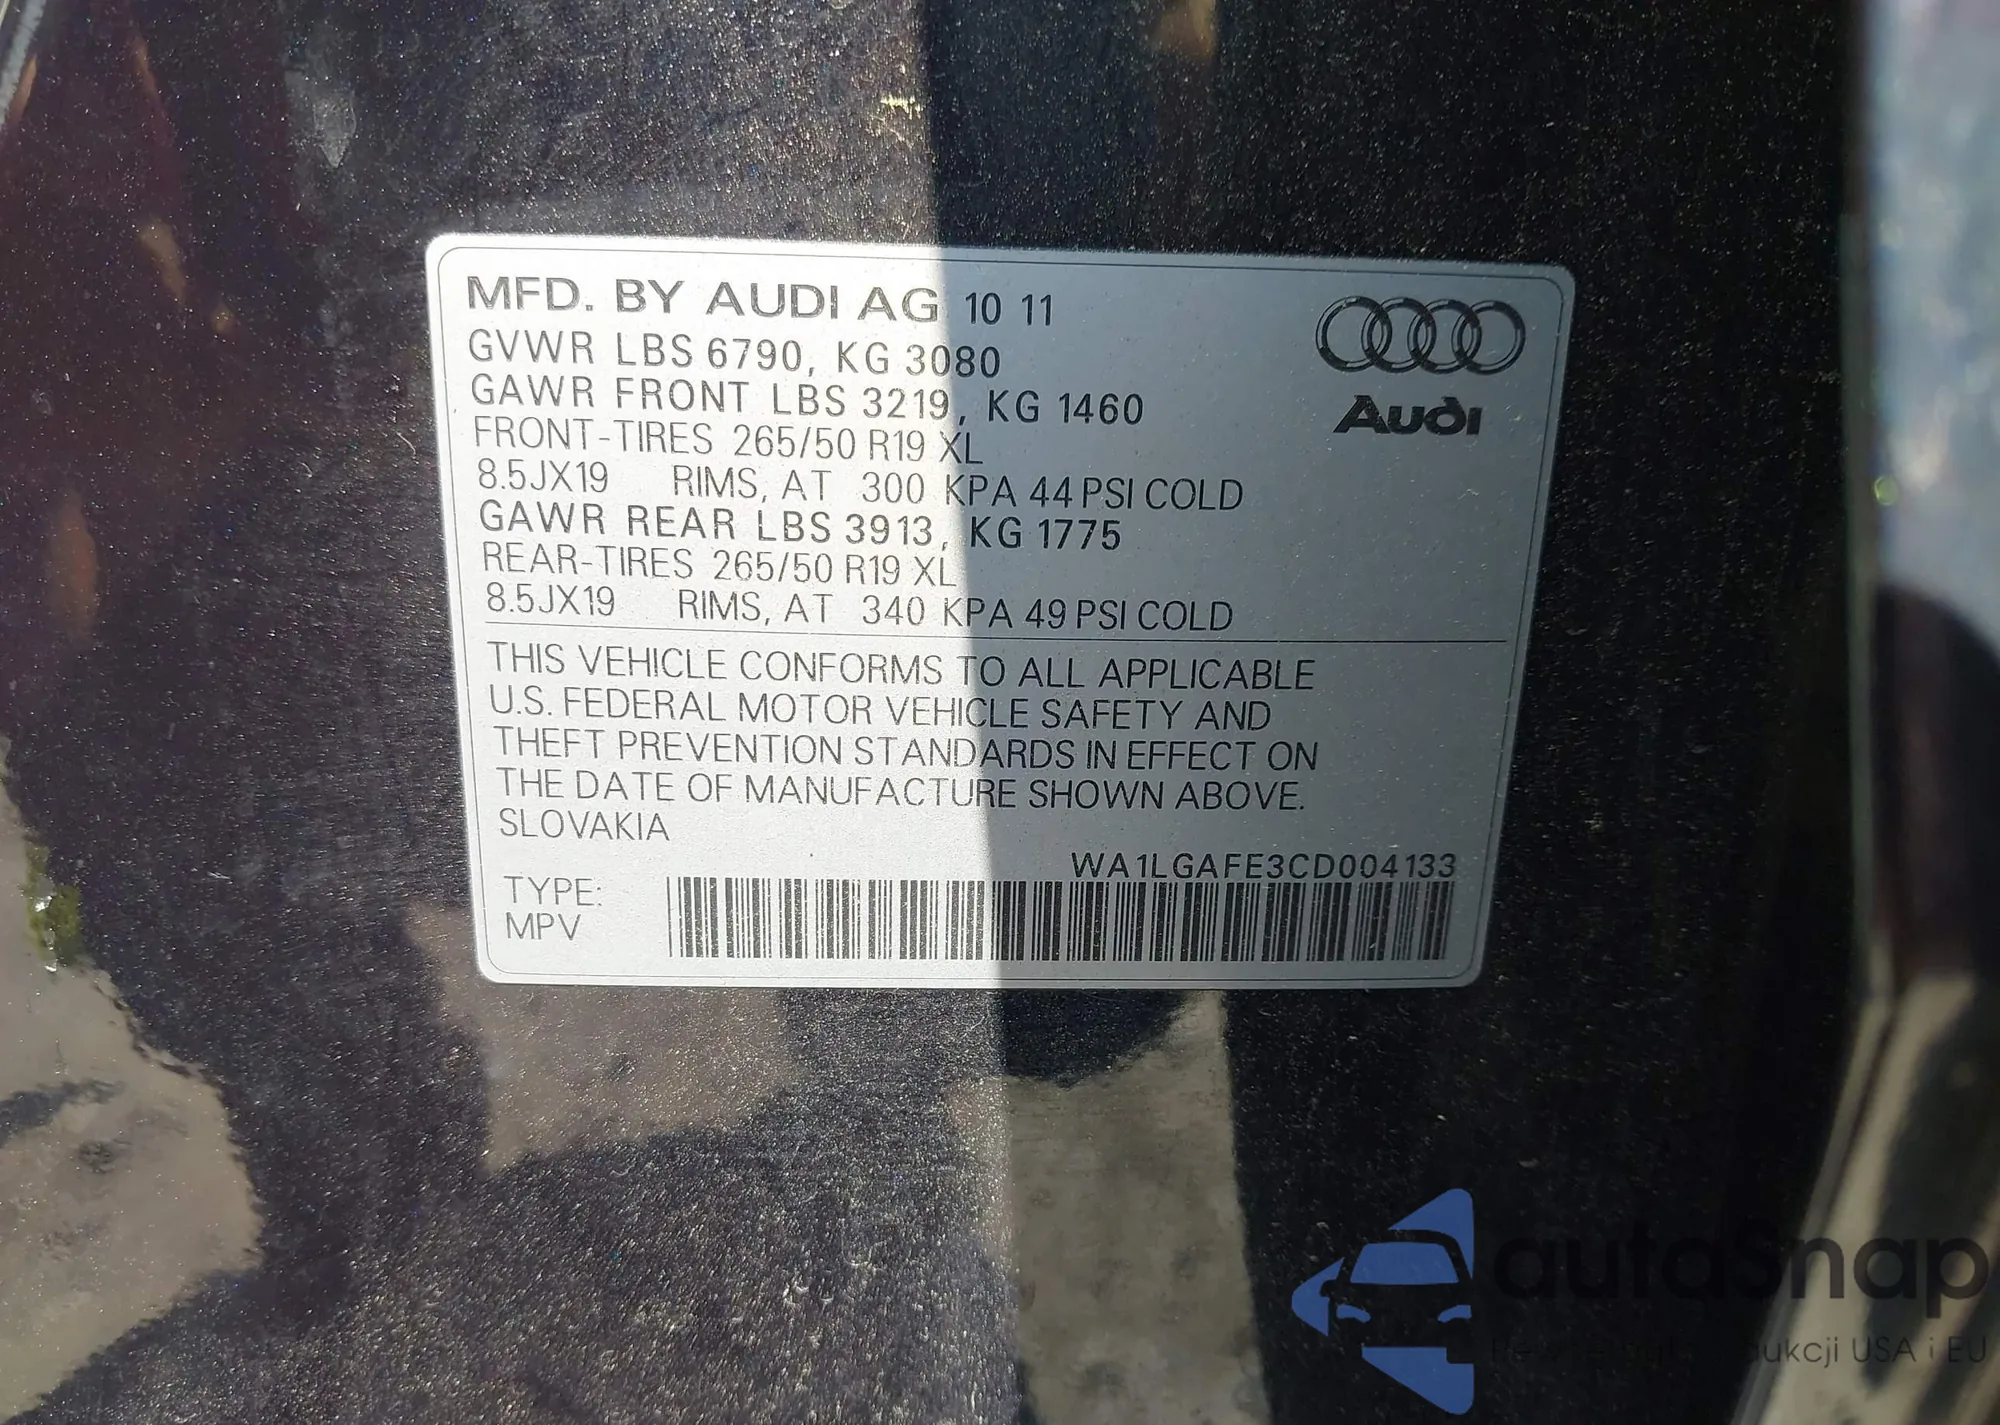 MFD. BY AUDI AG 10 11
GVWR LBS 6790, KG 3080
GAWR FRONT LBS 3219, KG 1460
FRONT-TIRES 265/50 R19 XL
8.5JX19 RIMS, AT 300 KPA 44 PSI COLD
GAWR REAR LBS 3913, KG 1775
REAR-TIRES 265/50 R19 XL
8.5JX19 RIMS, AT 340 KPA 49 PSI COLD
Audi
THIS VEHICLE CONFORMS TO ALL APPLICABLE
U.S. FEDERAL MOTOR VEHICLE SAFETY AND
THEFT PREVENTION STANDARDS IN EFFECT ON
THE DATE OF MANUFACTURE SHOWN ABOVE.
SLOVAKIA
WA1LGAFE3CD004133
TYPE:
MPV
autasnap
USA i EU